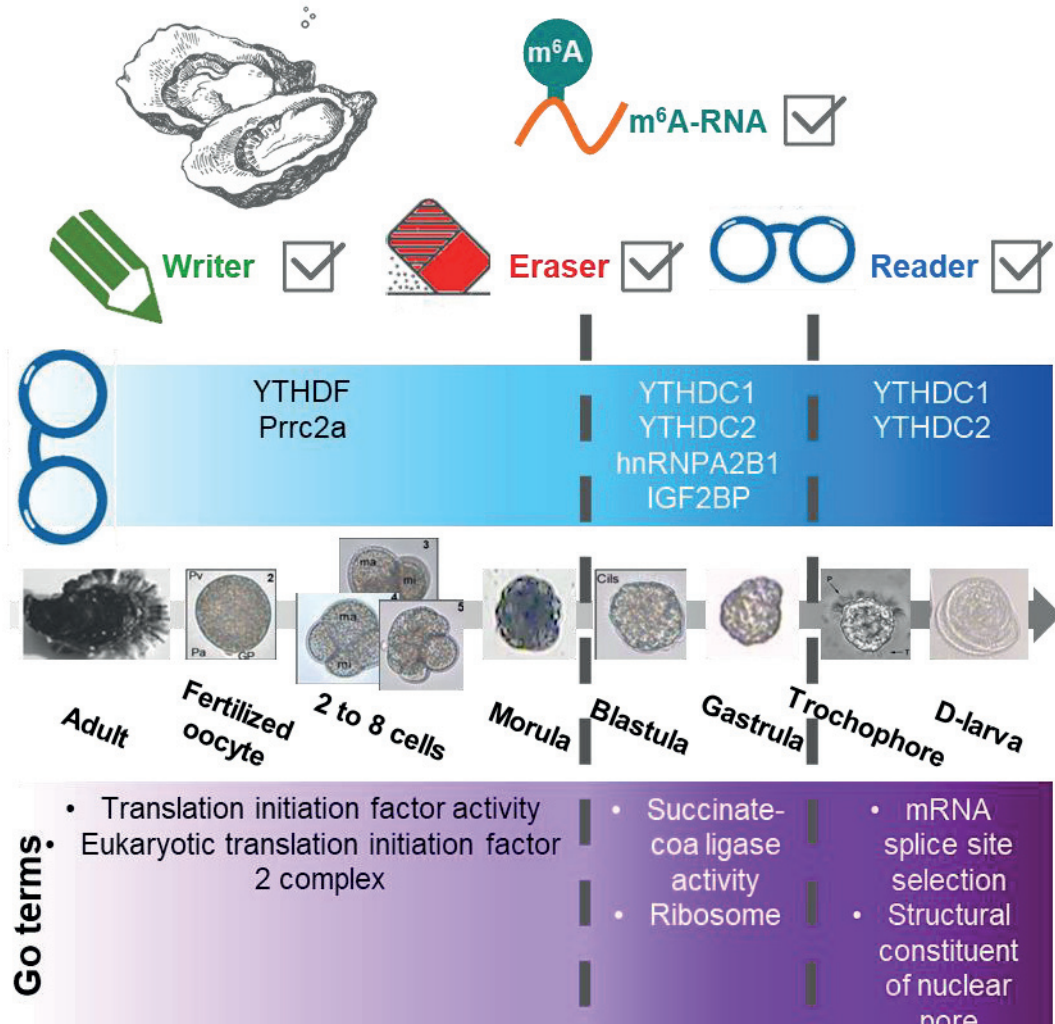 m⁶A
m⁶A-RNA
Writer
Eraser
Reader
YTHDF
Prrc2a
YTHDC1
YTHDC2
hnRNPA2B1
IGF2BP
YTHDC1
YTHDC2
Pv
2
Pa
GP
3
ma
mi
4
ma
mi
5
Cils
P
T
Adult
Fertilized
oocyte
2 to 8 cells
Morula
Blastula
Gastrula
Trochophore
D-larva
Go terms
• Translation initiation factor activity
• Eukaryotic translation initiation factor
2 complex
• Succinate-
coa ligase
activity
• Ribosome
• mRNA
splice site
selection
• Structural
constituent
of nuclear
pore